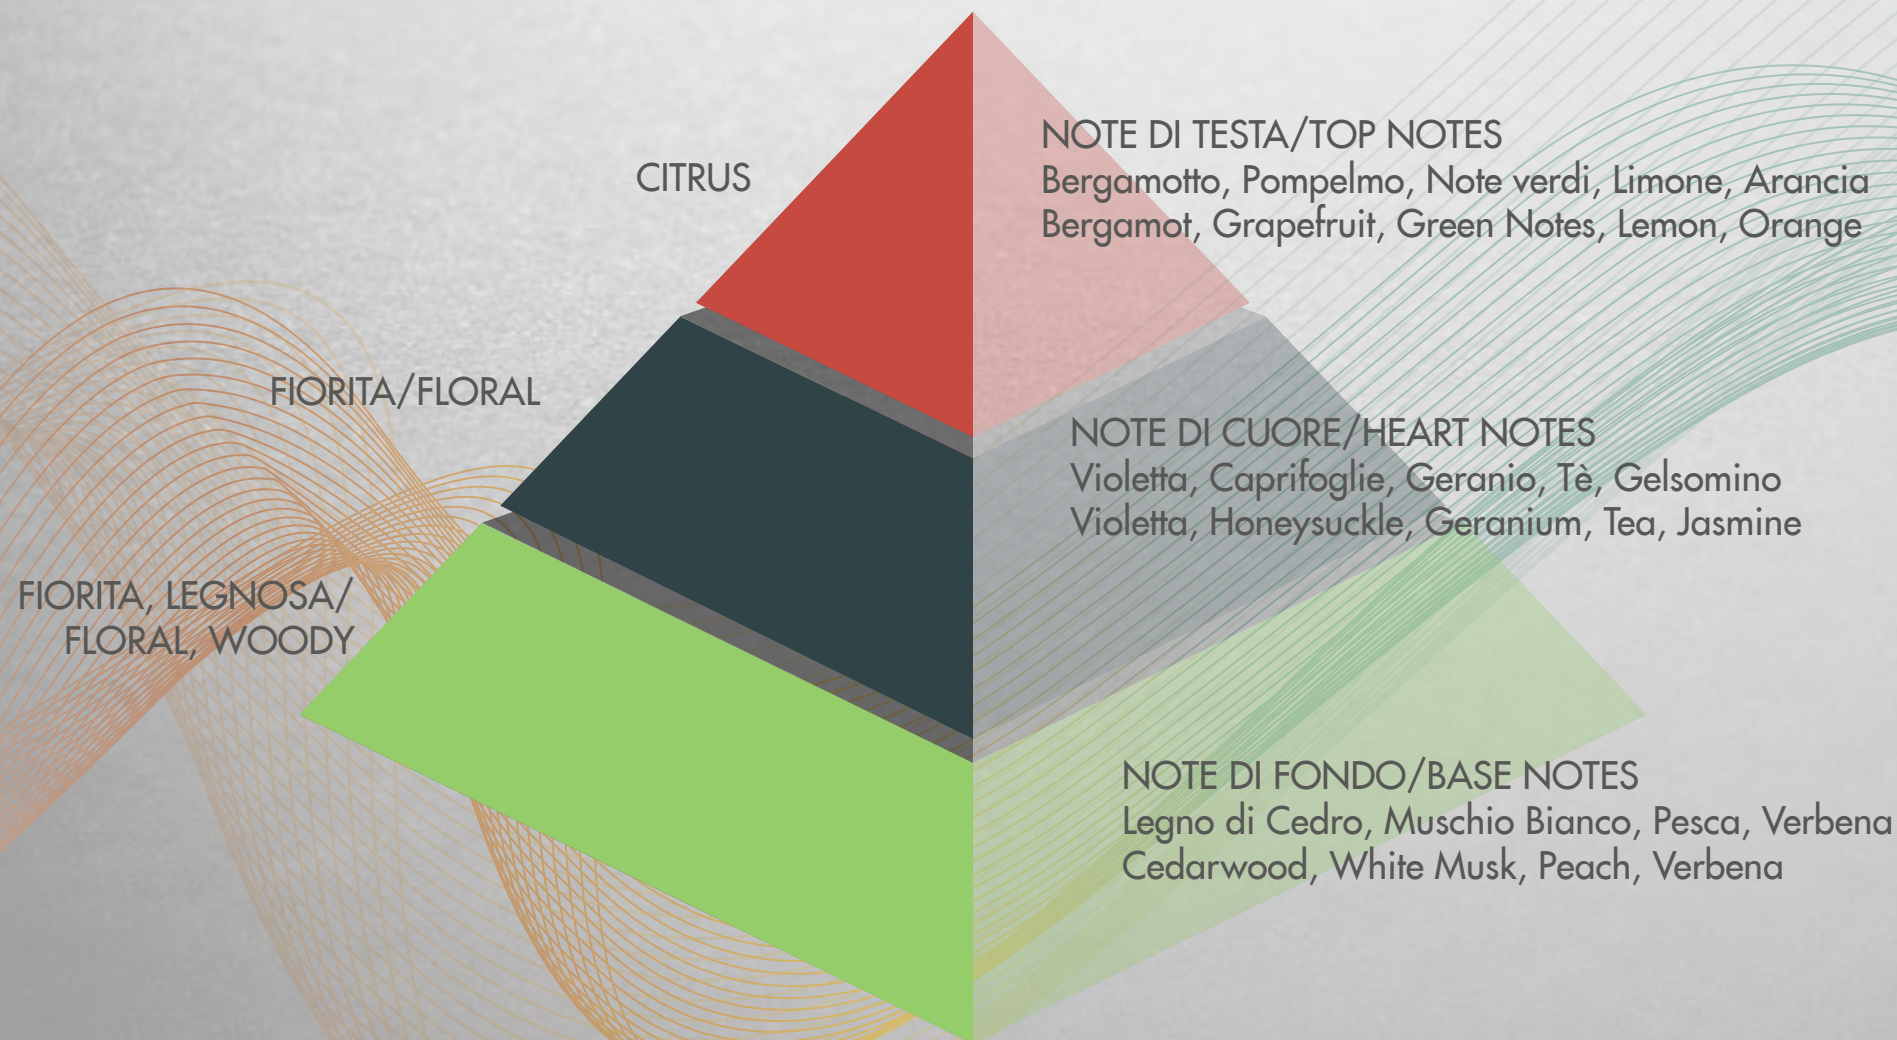 CITRUS
NOTE DI TESTA/TOP NOTES
Bergamotto, Pompelmo, Note verdi, Limone, Arancia
Bergamot, Grapefruit, Green Notes, Lemon, Orange
FIORITA/FLORAL
NOTE DI CUORE/HEART NOTES
Violetta, Caprifoglie, Geranio, Tè, Gelsomino
Violetta, Honeysuckle, Geranium, Tea, Jasmine
FIORITA, LEGNOSA/
FLORAL, WOODY
NOTE DI FONDO/BASE NOTES
Legno di Cedro, Muschio Bianco, Pesca, Verbena
Cedarwood, White Musk, Peach, Verbena